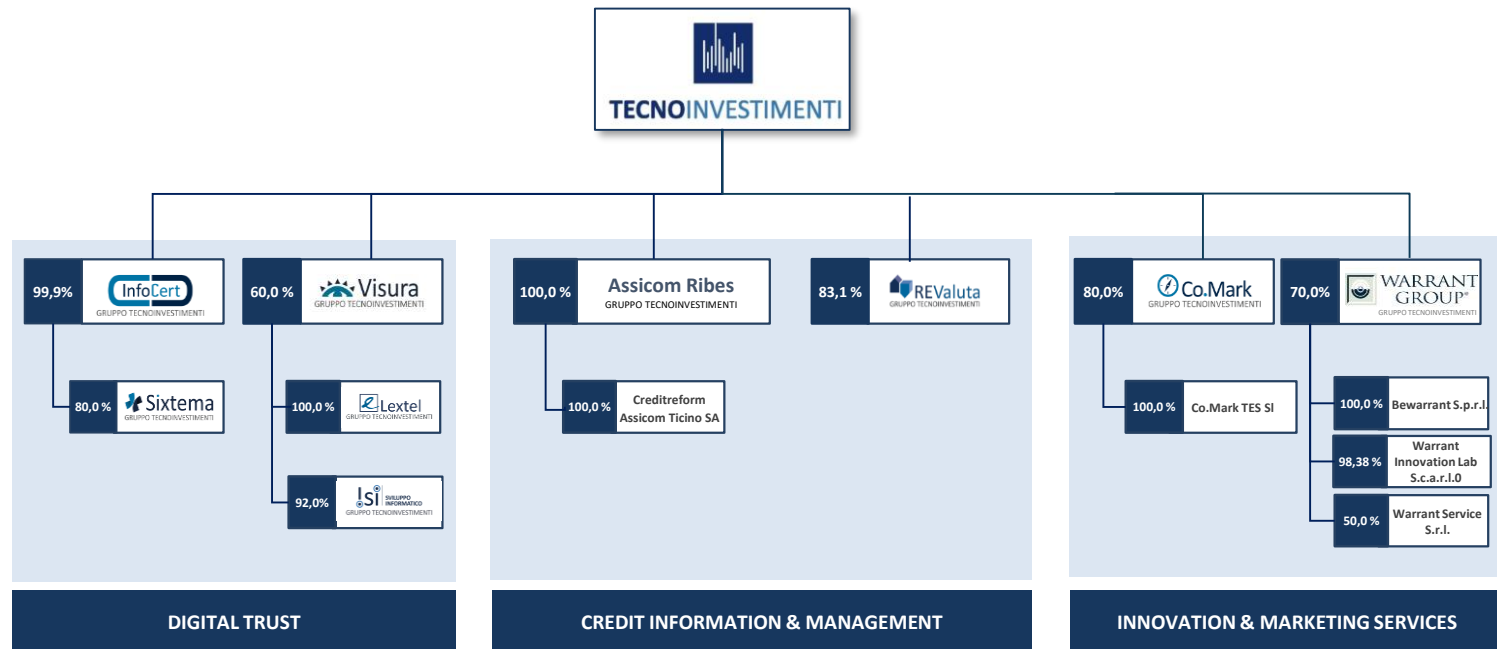 TECNOINVESTIMENTI
99,9%
InfoCert
GRUPPO TECNOINVESTIMENTI
80,0 %
Sixtema
GRUPPO TECNOINVESTIMENTI
60,0 %
Visura
GRUPPO TECNOINVESTIMENTI
100,0 %
Lextel
GRUPPO TECNOINVESTIMENTI
92,0%
Isi SVILUPPO
INFORMATICO
GRUPPO TECNOINVESTIMENTI
DIGITAL TRUST
100,0 %
Assicom Ribes
GRUPPO TECNOINVESTIMENTI
100,0 %
Creditreform
Assicom Ticino SA
83,1 %
REValuta
GRUPPO TECNOINVESTIMENTI
CREDIT INFORMATION & MANAGEMENT
80,0%
Co.Mark
GRUPPO TECNOINVESTIMENTI
100,0 %
Co.Mark TES Sl
70,0%
WARRANT
GROUP®
GRUPPO TECNOINVESTIMENTI
100,0 %
Bewarrant S.p.r.l.
98,38 %
Warrant
Innovation Lab
S.c.a.r.l.0
50,0 %
Warrant Service
S.r.l.
INNOVATION & MARKETING SERVICES